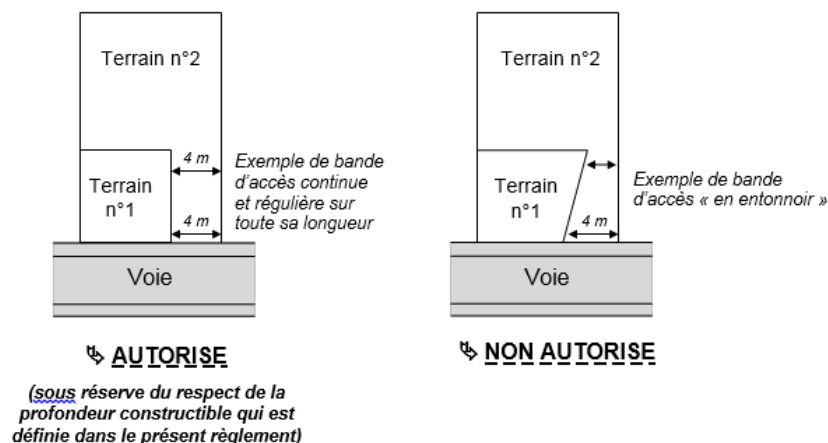 Terrain n°2
Terrain
n°1
4 m
4 m
Exemple de bande
d'accès continue
et régulière sur
toute sa longueur
Voie
AUTORISE
(sous réserve du respect de la
profondeur constructible qui est
définie dans le présent règlement)
Terrain n°2
Terrain
n°1
4 m
Exemple de bande
d'accès « en entonnoir »
Voie
NON AUTORISE